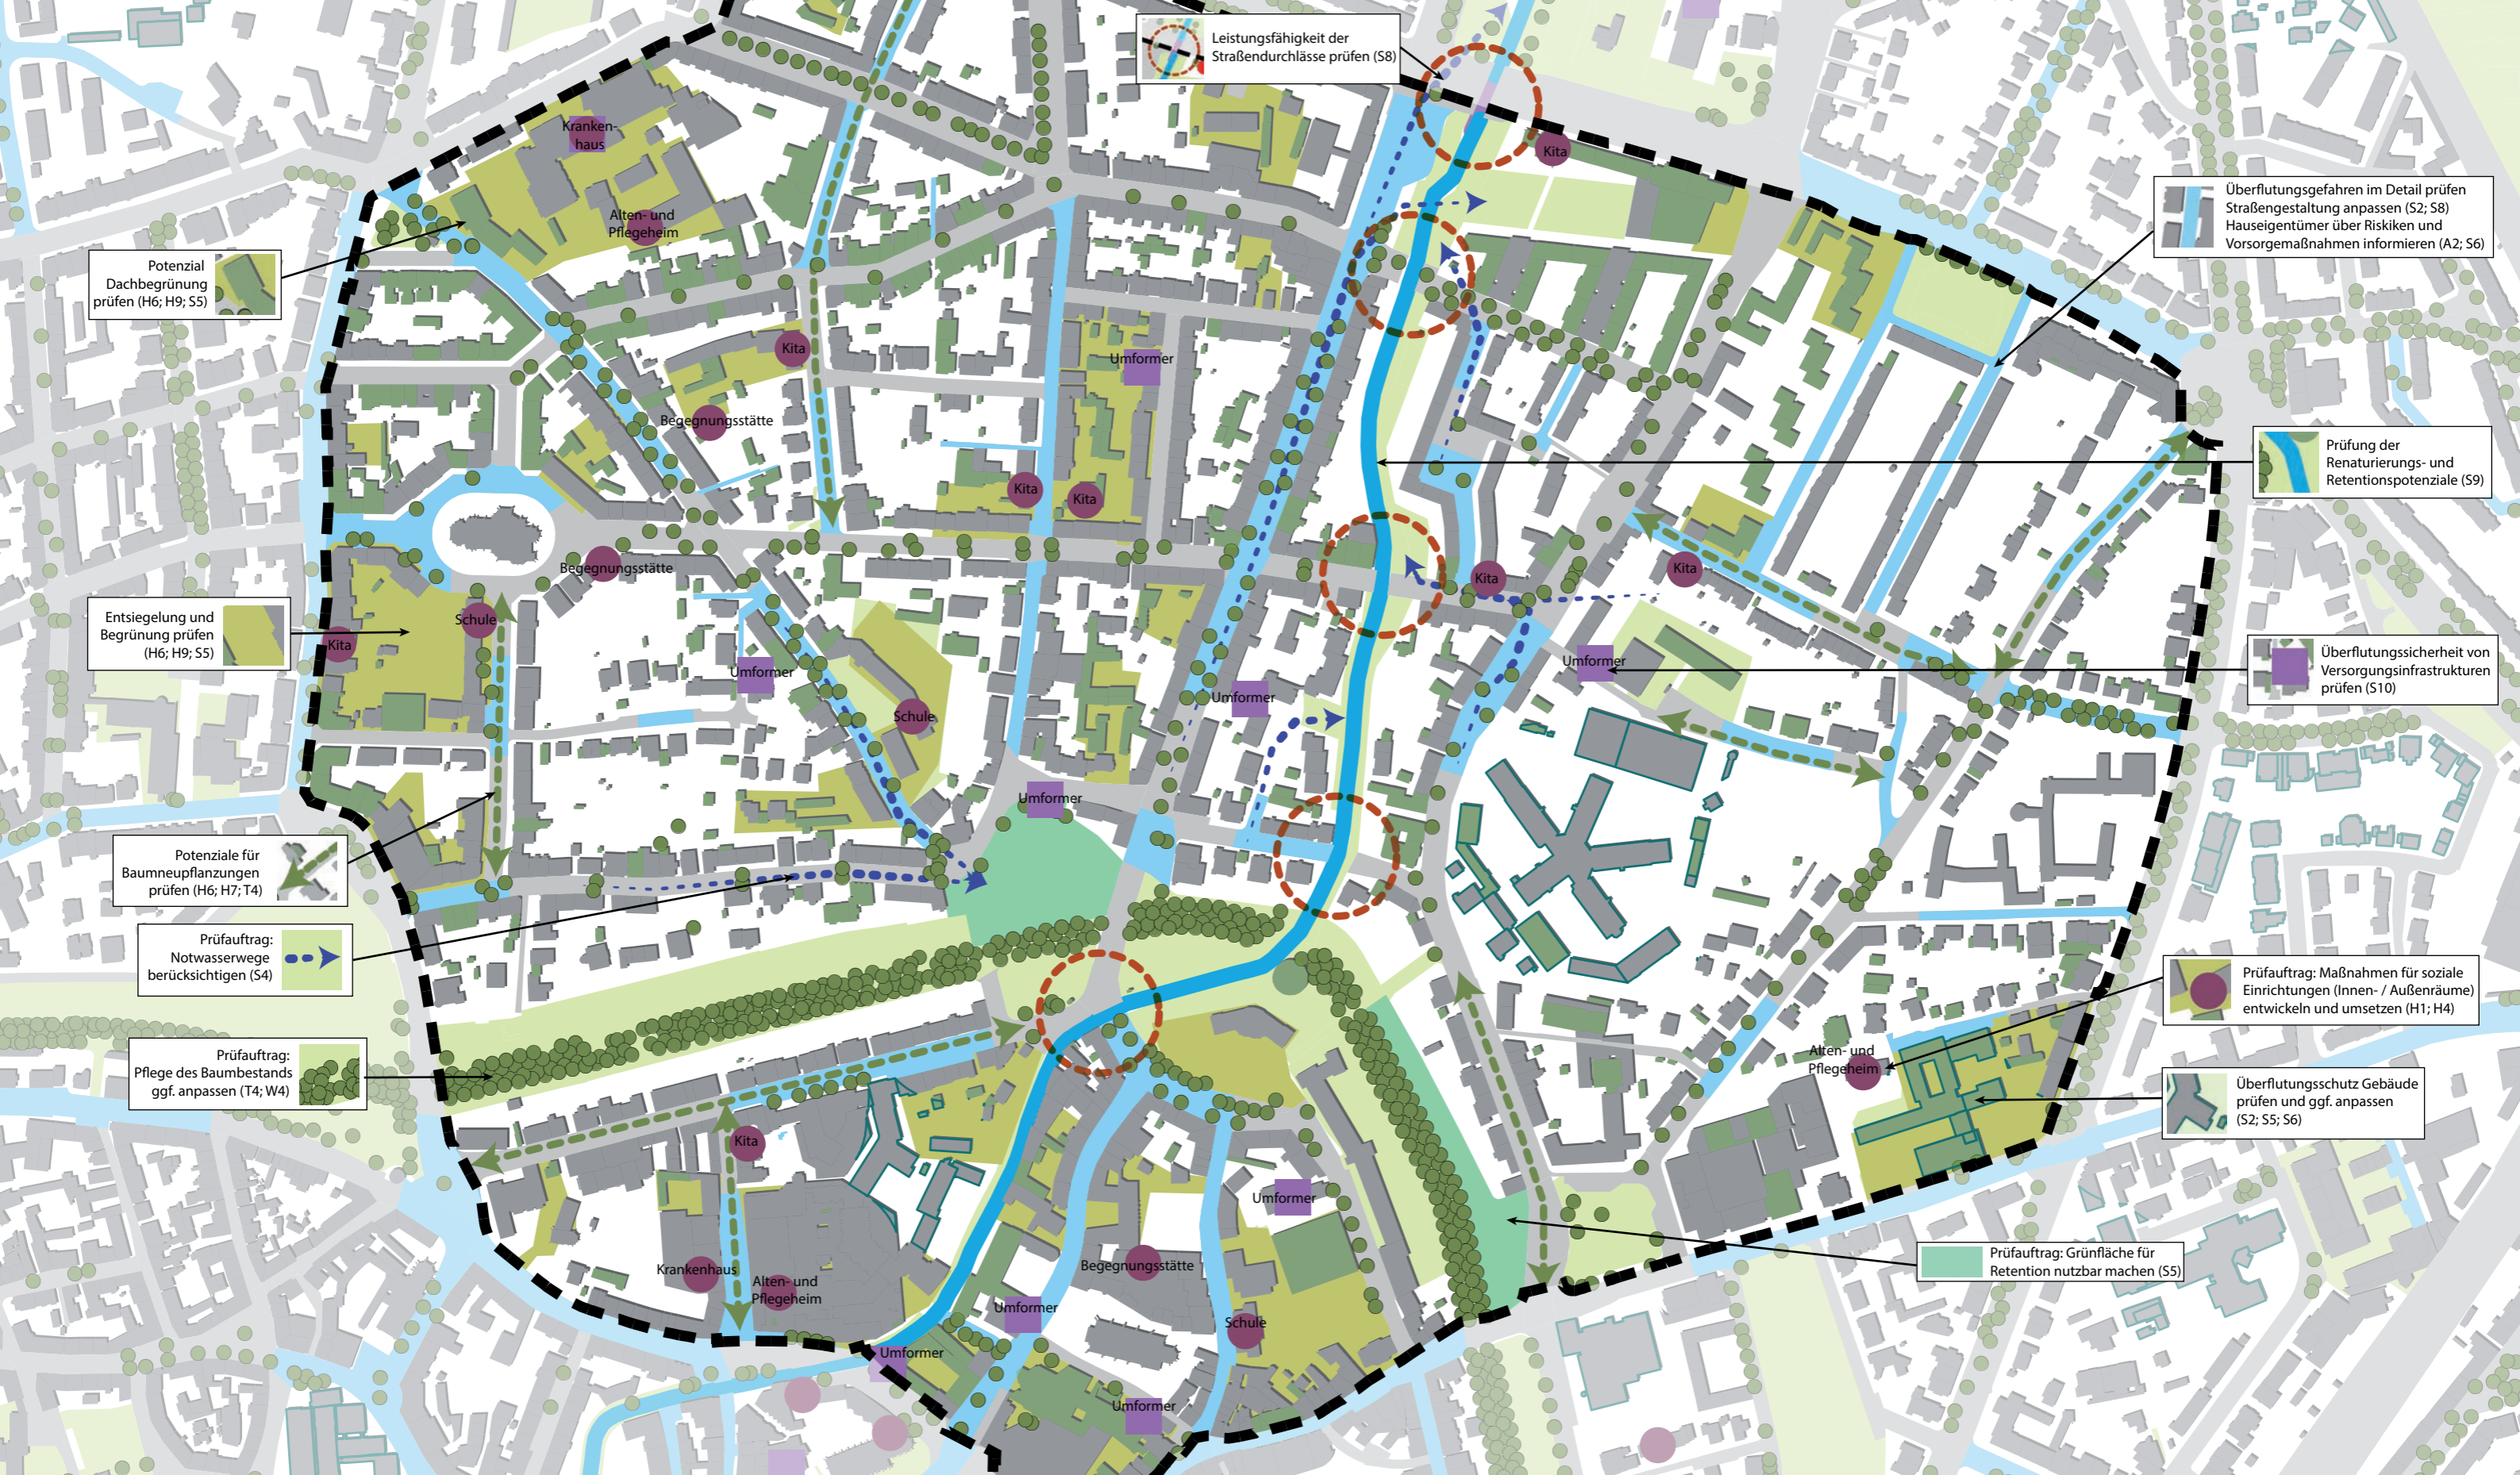 Leistungsfähigkeit der
Straßendurchlässe prüfen (S8)
Kranken-
haus
Kita
Alten- und
Pflegeheim
Überflutungsgefahren im Detail prüfen
Straßengestaltung anpassen (S2; S8)
Hauseigentümer über Risiken und
Vorsorgemaßnahmen informieren (A2; S6)
Potenzial
Dachbegrünung
prüfen (H6; H9; S5)
Kita
Umformer
Begegnungsstätte
Prüfung der
Renaturierungs- und
Retentionspotenziale (S9)
Kita
Kita
Begegnungsstätte
Kita
Kita
Entsiegelung und
Begrünung prüfen
(H6; H9; S5)
Schule
Kita
Umformer
Umformer
Umformer
Überflutungssicherheit von
Versorgungsinfrastrukturen
prüfen (S10)
Schule
Umformer
Potenziale für
Baumneupflanzungen
prüfen (H6; H7; T4)
Prüfauftrag:
Notwasserwege
berücksichtigen (S4)
Prüfauftrag: Maßnahmen für soziale
Einrichtungen (Innen- / Außenräume)
entwickeln und umsetzen (H1; H4)
Prüfauftrag:
Pflege des Baumbestands
ggf. anpassen (T4; W4)
Alten- und
Pflegeheim
Überflutungsschutz Gebäude
prüfen und ggf. anpassen
(S2; S5; S6)
Kita
Umformer
Krankenhaus
Alten- und
Pflegeheim
Begegnungsstätte
Prüfauftrag: Grünfläche für
Retention nutzbar machen (S5)
Umformer
Schule
Umformer
Umformer